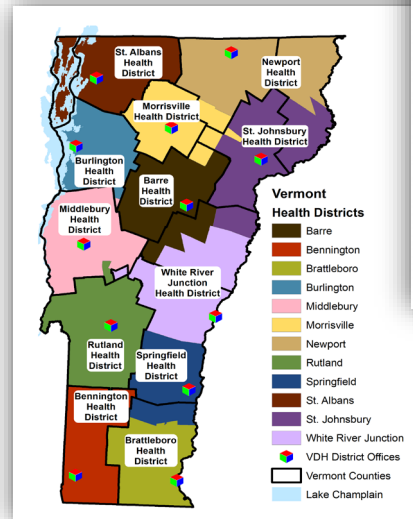 St. Albans
Health
District
Newport
Health
District
Morrisville
Health District
St. Johnsbury
Health District
Burlington
Health
District
Barre
Health
District
Middlebury
Health
District
White River
Junction
Health District
Rutland
Health
District
Springfield
Health
District
Bennington
Health
District
Brattleboro
Health
District
Vermont
Health Districts
Barre
Bennington
Brattleboro
Burlington
Middlebury
Morrisville
Newport
Rutland
Springfield
St. Albans
St. Johnsbury
White River Junction
VDH District Offices
Vermont Counties
Lake Champlain